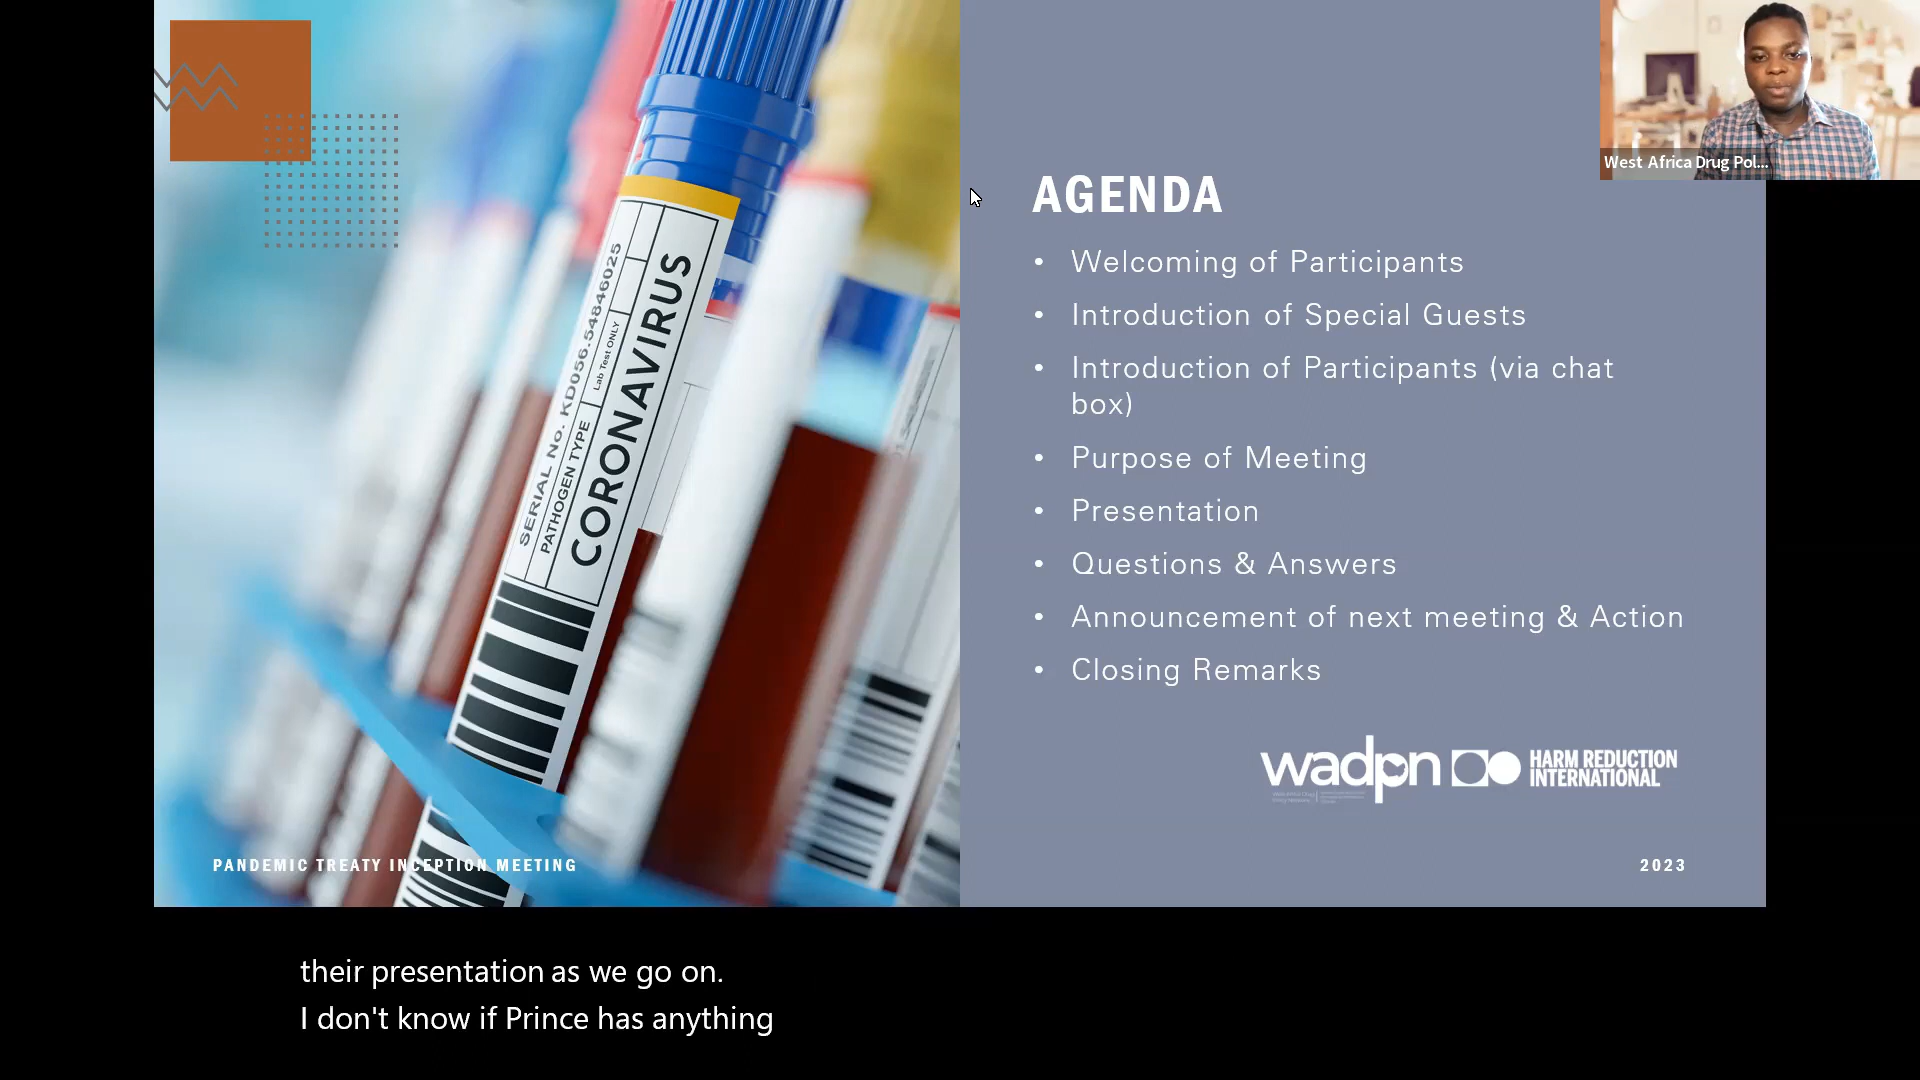 SERIAL No. KD056.54846025
PATHOGEN TYPE
Lab Test ONLY
CORONAVIRUS
PANDEMIC TREATY INCEPTION MEETING
West Africa Drug Pol...
AGENDA
• Welcoming of Participants
• Introduction of Special Guests
• Introduction of Participants (via chat
box)
• Purpose of Meeting
• Presentation
• Questions & Answers
• Announcement of next meeting & Action
• Closing Remarks
wadpn
HARM REDUCTION
INTERNATIONAL
2023
their presentation as we go on.
I don't know if Prince has anything